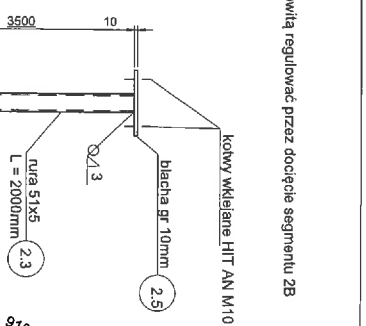 3500
10
owitą regulować przez docięcie segmentu 2B
kotwy wklejane HIT AN M10
blacha gr 10mm
2.5
3
rura 51x5
L = 2000mm
2.3